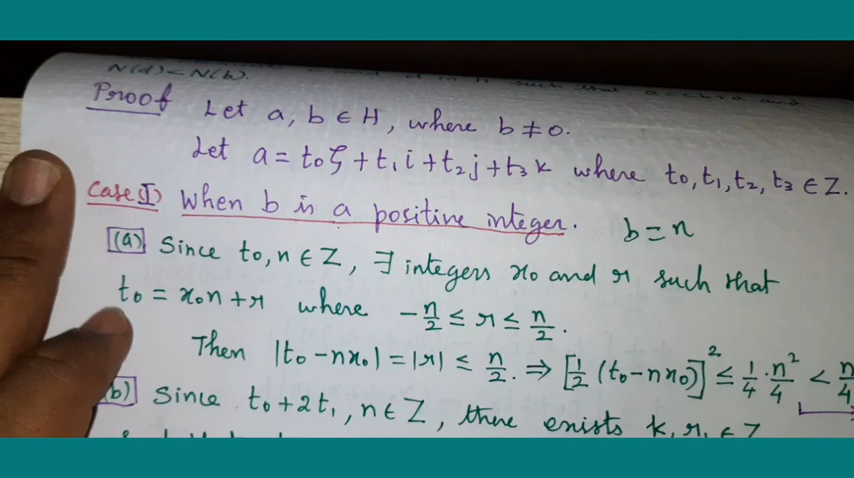 N(d) < N(b).
Proof Let a, b ∈ H, where b ≠ 0.
Let a = t₀ζ + t₁i + t₂j + t₃k where t₀, t₁, t₂, t₃ ∈ Z.
Case(I) When b is a positive integer. b = n
(a) Since t₀, n ∈ Z, ∃ integers x₀ and r such that
t₀ = x₀n + r where -n/2 ≤ r ≤ n/2.
Then |t₀ - nx₀| = |r| ≤ n/2. ⇒ [1/2 (t₀ - nx₀)]² ≤ 1/4 · n²/4 < n/4
(b) Since t₀ + 2t₁, n ∈ Z, there exists k, r₁ ∈ Z